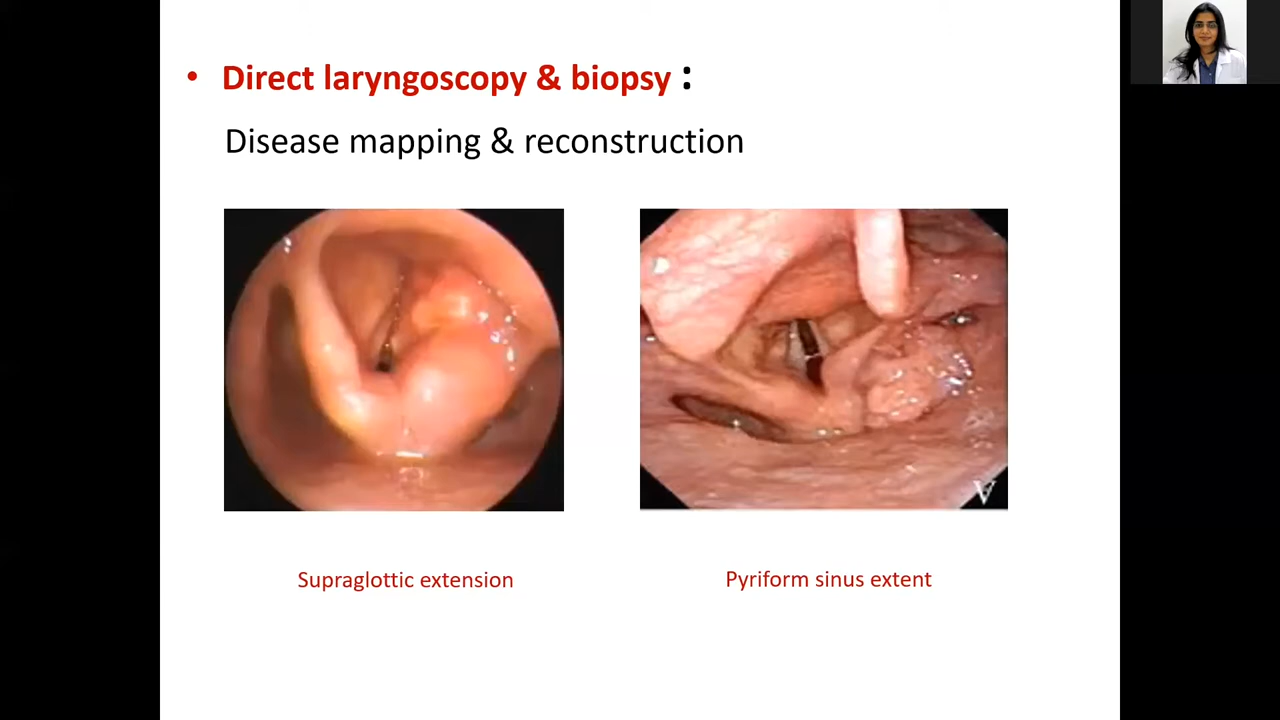 • Direct laryngoscopy & biopsy :
Disease mapping & reconstruction
V
Supraglottic extension
Pyriform sinus extent